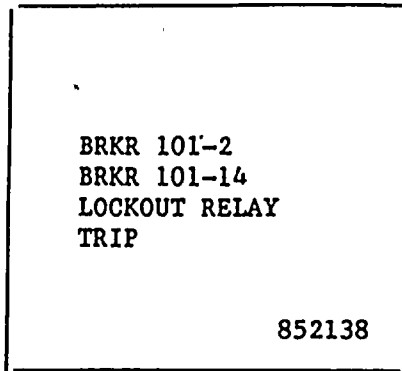 BRKR 101-2
BRKR 101-14
LOCKOUT RELAY
TRIP
852138